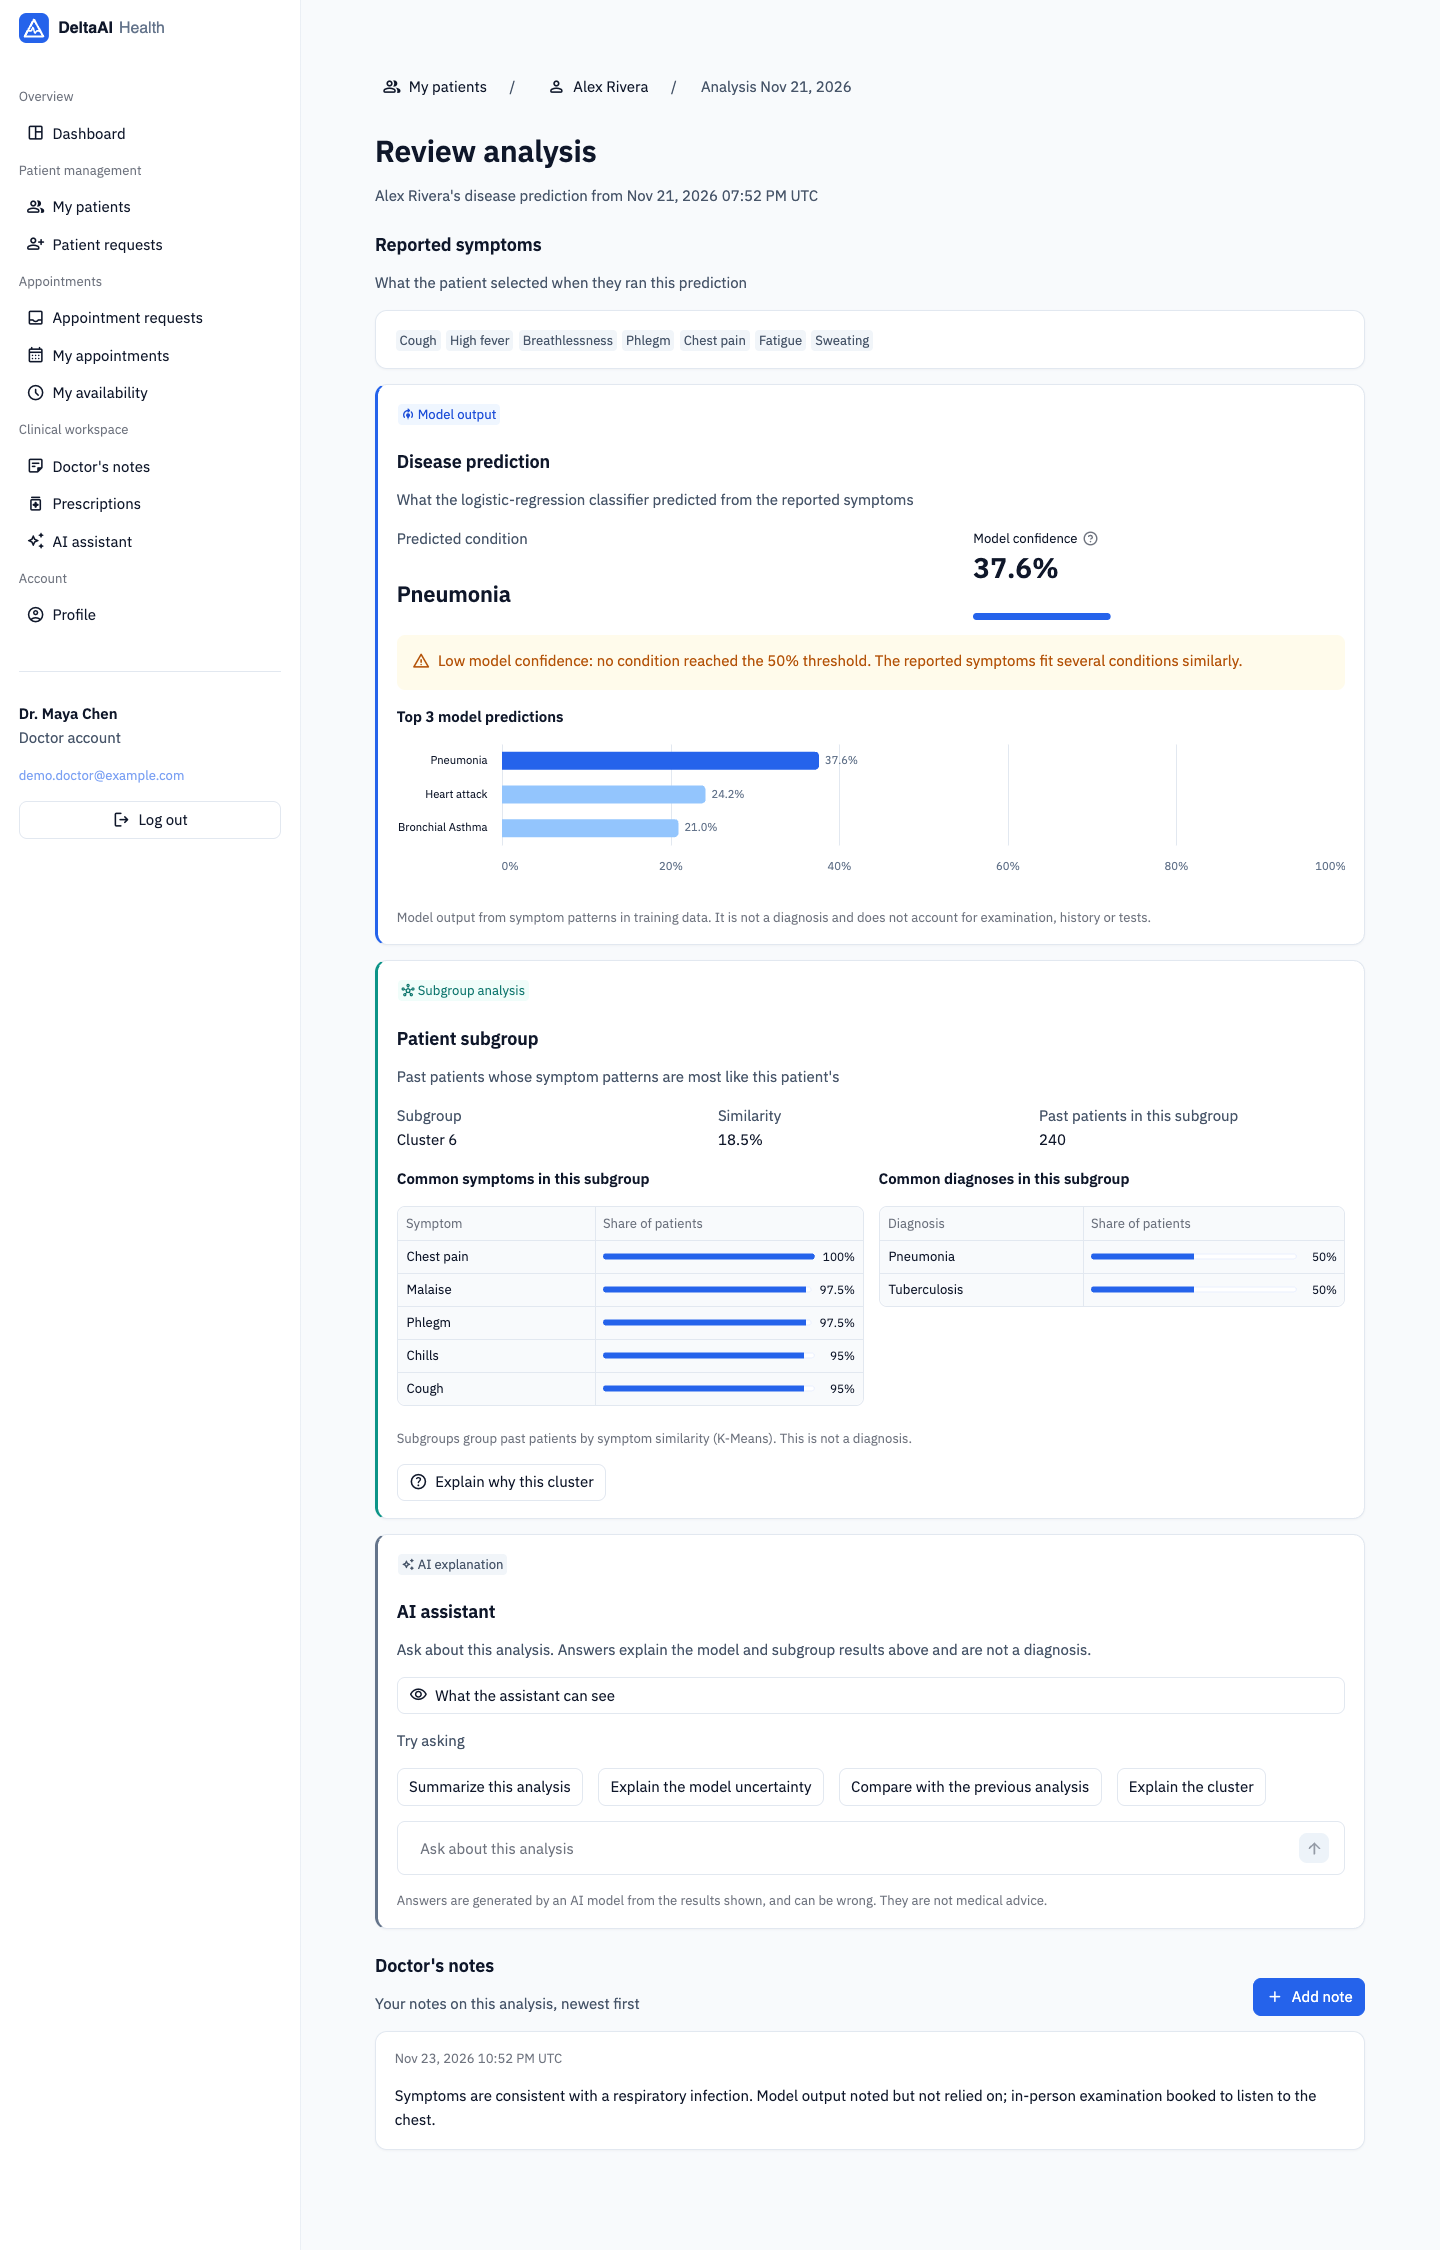 DeltaAI Health
Overview
Dashboard
Patient management
My patients
Patient requests
Appointments
Appointment requests
My appointments
My availability
Clinical workspace
Doctor's notes
Prescriptions
AI assistant
Account
Profile
Dr. Maya Chen
Doctor account
demo.doctor@example.com
Log out
My patients / Alex Rivera / Analysis Nov 21, 2026
Review analysis
Alex Rivera's disease prediction from Nov 21, 2026 07:52 PM UTC
Reported symptoms
What the patient selected when they ran this prediction
Cough High fever Breathlessness Phlegm Chest pain Fatigue Sweating
Model output
Disease prediction
What the logistic-regression classifier predicted from the reported symptoms
Predicted condition
Pneumonia
Model confidence
37.6%
Low model confidence: no condition reached the 50% threshold. The reported symptoms fit several conditions similarly.
Top 3 model predictions
Pneumonia 37.6%
Heart attack 24.2%
Bronchial Asthma 21.0%
0% 20% 40% 60% 80% 100%
Model output from symptom patterns in training data. It is not a diagnosis and does not account for examination, history or tests.
Subgroup analysis
Patient subgroup
Past patients whose symptom patterns are most like this patient's
Subgroup Similarity Past patients in this subgroup
Cluster 6 18.5% 240
Common symptoms in this subgroup
Symptom Share of patients
Chest pain 100%
Malaise 97.5%
Phlegm 97.5%
Chills 95%
Cough 95%
Common diagnoses in this subgroup
Diagnosis Share of patients
Pneumonia 50%
Tuberculosis 50%
Subgroups group past patients by symptom similarity (K-Means). This is not a diagnosis.
Explain why this cluster
AI explanation
AI assistant
Ask about this analysis. Answers explain the model and subgroup results above and are not a diagnosis.
What the assistant can see
Try asking
Summarize this analysis Explain the model uncertainty Compare with the previous analysis Explain the cluster
Ask about this analysis
Answers are generated by an AI model from the results shown, and can be wrong. They are not medical advice.
Doctor's notes
Your notes on this analysis, newest first
Add note
Nov 23, 2026 10:52 PM UTC
Symptoms are consistent with a respiratory infection. Model output noted but not relied on; in-person examination booked to listen to the
chest.